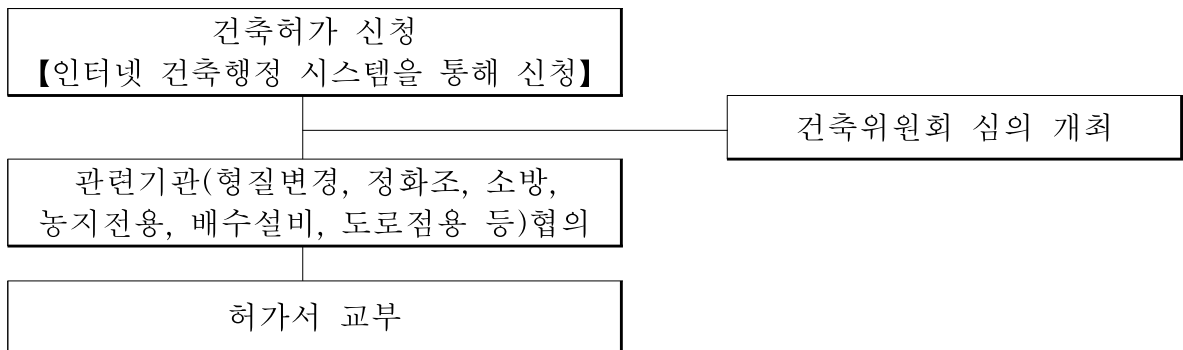 건축허가 신청
【인터넷 건축행정 시스템을 통해 신청】
건축위원회 심의 개최
관련기관(형질변경, 정화조, 소방,
농지전용, 배수설비, 도로점용 등)협의
허가서 교부